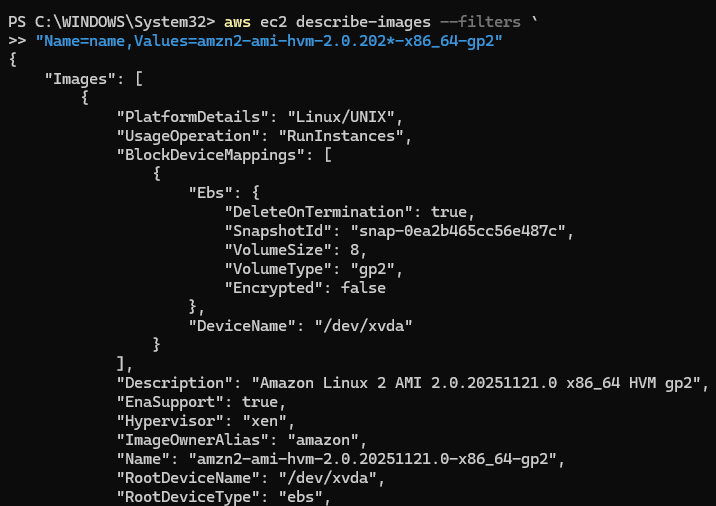 PS C:\WINDOWS\System32> aws ec2 describe-images --filters `
>> "Name=name,Values=amzn2-ami-hvm-2.0.202*-x86_64-gp2"
{
    "Images": [
        {
            "PlatformDetails": "Linux/UNIX",
            "UsageOperation": "RunInstances",
            "BlockDeviceMappings": [
                {
                    "Ebs": {
                        "DeleteOnTermination": true,
                        "SnapshotId": "snap-0ea2b465cc56e487c",
                        "VolumeSize": 8,
                        "VolumeType": "gp2",
                        "Encrypted": false
                    },
                    "DeviceName": "/dev/xvda"
                }
            ],
            "Description": "Amazon Linux 2 AMI 2.0.20251121.0 x86_64 HVM gp2",
            "EnaSupport": true,
            "Hypervisor": "xen",
            "ImageOwnerAlias": "amazon",
            "Name": "amzn2-ami-hvm-2.0.20251121.0-x86_64-gp2",
            "RootDeviceName": "/dev/xvda",
            "RootDeviceType": "ebs",